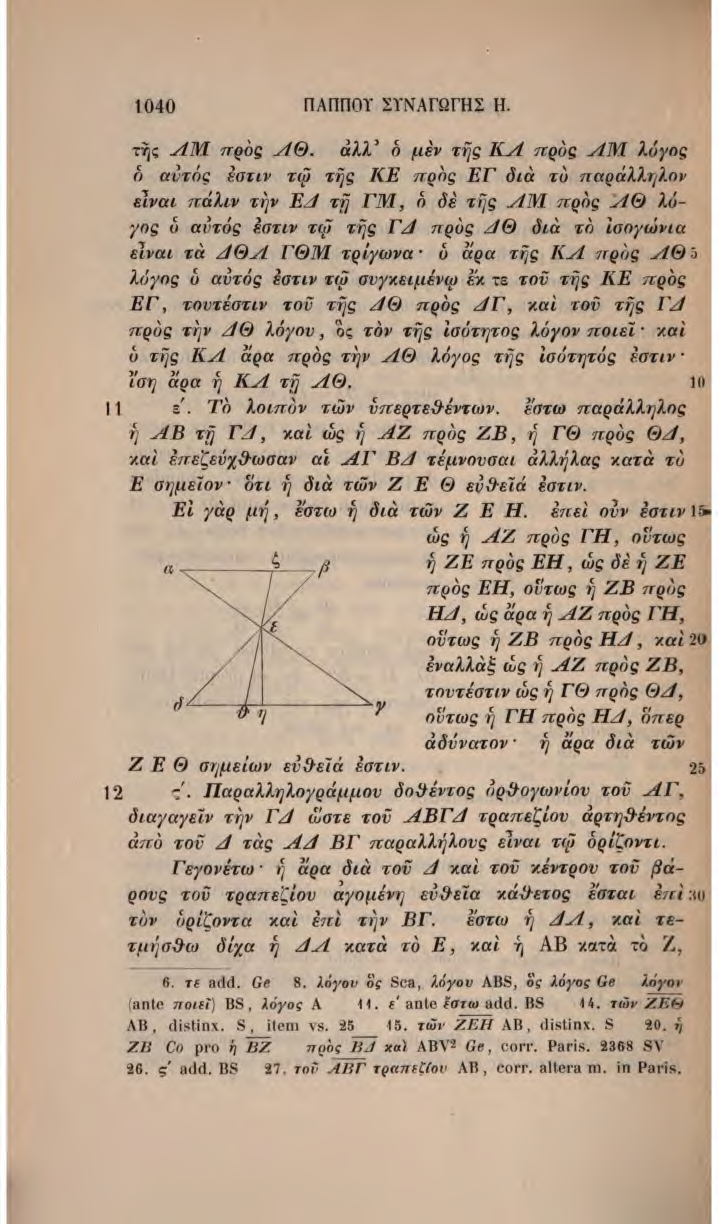 1040 ΠΑΠΠΟΥ ΣΥΝΑΓΩΓΗΣ Η.
τῆς ΛΜ πρὸς ΛΘ. ἀλλ’ ὁ μὲν τῆς ΚΛ πρὸς ΛΜ λόγος
ὁ αὐτός ἐστιν τῷ τῆς ΚΕ πρὸς ΕΓ διὰ τὸ παράλληλον
εἶναι πάλιν τὴν ΕΛ τῇ ΓΜ, ὁ δὲ τῆς ΛΜ πρὸς ΛΘ λό-
γος ὁ αὐτός ἐστιν τῷ τῆς ΓΔ πρὸς ΔΘ διὰ τὸ ἰσογώνια
εἶναι τὰ ΔΘΛ ΓΘΜ τρίγωνα· ὁ ἄρα τῆς ΚΛ πρὸς ΛΘ 5
λόγος ὁ αὐτός ἐστιν τῷ συγκειμένῳ ἔκ τε τοῦ τῆς ΚΕ πρὸς
ΕΓ, τουτέστιν τοῦ τῆς ΔΘ πρὸς ΔΓ, καὶ τοῦ τῆς ΓΔ
πρὸς τὴν ΔΘ λόγου, ὃς τὸν τῆς ἰσότητος λόγον ποιεῖ· καὶ
ὁ τῆς ΚΛ ἄρα πρὸς τὴν ΛΘ λόγος τῆς ἰσότητός ἐστιν·
ἴση ἄρα ἡ ΚΛ τῇ ΛΘ. 10
11 ε΄. Τὸ λοιπὸν τῶν ὑπερτεθέντων. ἔστω παράλληλος
ἡ ΑΒ τῇ ΓΔ, καὶ ὡς ἡ ΑΖ πρὸς ΖΒ, ἡ ΓΘ πρὸς ΘΔ,
καὶ ἐπεζεύχθωσαν αἱ ΑΓ ΒΔ τέμνουσαι ἀλλήλας κατὰ τὸ
Ε σημεῖον· ὅτι ἡ διὰ τῶν Ζ Ε Θ εὐθεῖά ἐστιν.
Εἰ γὰρ μή, ἔστω ἡ διὰ τῶν Ζ Ε Η. ἐπεὶ οὖν ἐστιν 15
ὡς ἡ ΑΖ πρὸς ΓΗ, οὕτως
ἡ ΖΕ πρὸς ΕΗ, ὡς δὲ ἡ ΖΕ
πρὸς ΕΗ, οὕτως ἡ ΖΒ πρὸς
ΗΔ, ὡς ἄρα ἡ ΑΖ πρὸς ΓΗ,
οὕτως ἡ ΖΒ πρὸς ΗΔ, καὶ 20
ἐναλλὰξ ὡς ἡ ΑΖ πρὸς ΖΒ,
τουτέστιν ὡς ἡ ΓΘ πρὸς ΘΔ,
οὕτως ἡ ΓΗ πρὸς ΗΔ, ὅπερ
ἀδύνατον· ἡ ἄρα διὰ τῶν
α ζ β
ε
δ θ η γ
Ζ Ε Θ σημείων εὐθεῖά ἐστιν. 25
12 ϛ΄. Παραλληλογράμμου δοθέντος ὀρθογωνίου τοῦ ΑΓ,
διαγαγεῖν τὴν ΓΔ ὥστε τοῦ ΑΒΓΔ τραπεζίου ἀρτηθέντος
ἀπὸ τοῦ Δ τὰς ΑΔ ΒΓ παραλλήλους εἶναι τῷ ὁρίζοντι.
Γεγονέτω· ἡ ἄρα διὰ τοῦ Δ καὶ τοῦ κέντρου τοῦ βά-
ρους τοῦ τραπεζίου ἀγομένη εὐθεῖα κάθετος ἔσται ἐπὶ 30
τὸν ὁρίζοντα καὶ ἐπὶ τὴν ΒΓ. ἔστω ἡ ΔΛ, καὶ τε-
τμήσθω δίχα ἡ ΔΛ κατὰ τὸ Ε, καὶ ἡ ΑΒ κατὰ τὸ Ζ,
6. τε add. Ge 8. λόγου ὃς Sca, λόγου ABS, ὃς λόγος Ge λόγον
(ante ποιεῖ) BS, λόγος A 11. ε΄ ante ἔστω add. BS 14. τῶν ΖΕΘ
AB, distinx. S, item vs. 25 15. τῶν ΖΕΗ AB, distinx. S 20. ἡ
ΖΒ Co pro ἡ ΒΖ πρὸς ΒΔ καὶ ABV2 Ge, corr. Paris. 2368 SV
26. ϛ΄ add. BS 27. τοῦ ΑΒΓ τραπεζίου AB, corr. altera m. in Paris.